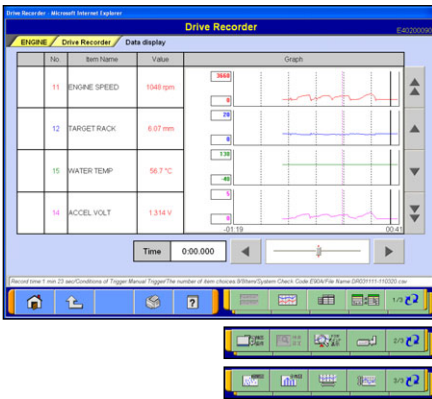 Drive Recorder - Microsoft Internet Explorer
Drive Recorder
E40200090
ENGINE Drive Recorder Data display
No. Item Name Value Graph
11 ENGINE SPEED 1048 rpm
3668
0
12 TARGET RACK 6.07 mm
20
0
15 WATER TEMP 56.7 °C
130
-40
14 ACCEL VOLT 1.314 V
5
0
-01:19 00:41
Time 0:00.000
Record time 1 min 23 sec/Conditions of Trigger Manual Trigger/The number of item choices 9/Item/System Check Code E90A/File Name DR031111-110320.csv
?
1/3
2/3
3/3